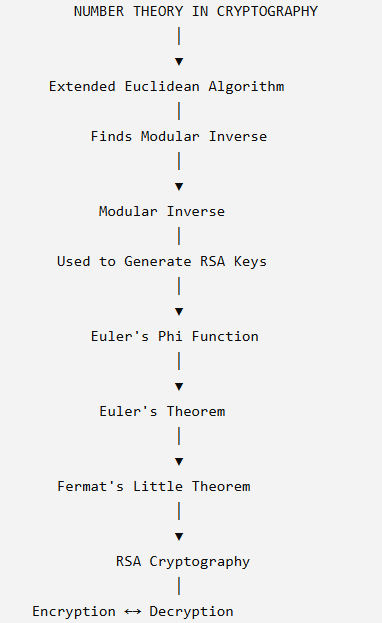 NUMBER THEORY IN CRYPTOGRAPHY
Extended Euclidean Algorithm
Finds Modular Inverse
Modular Inverse
Used to Generate RSA Keys
Euler's Phi Function
Euler's Theorem
Fermat's Little Theorem
RSA Cryptography
Encryption ↔ Decryption